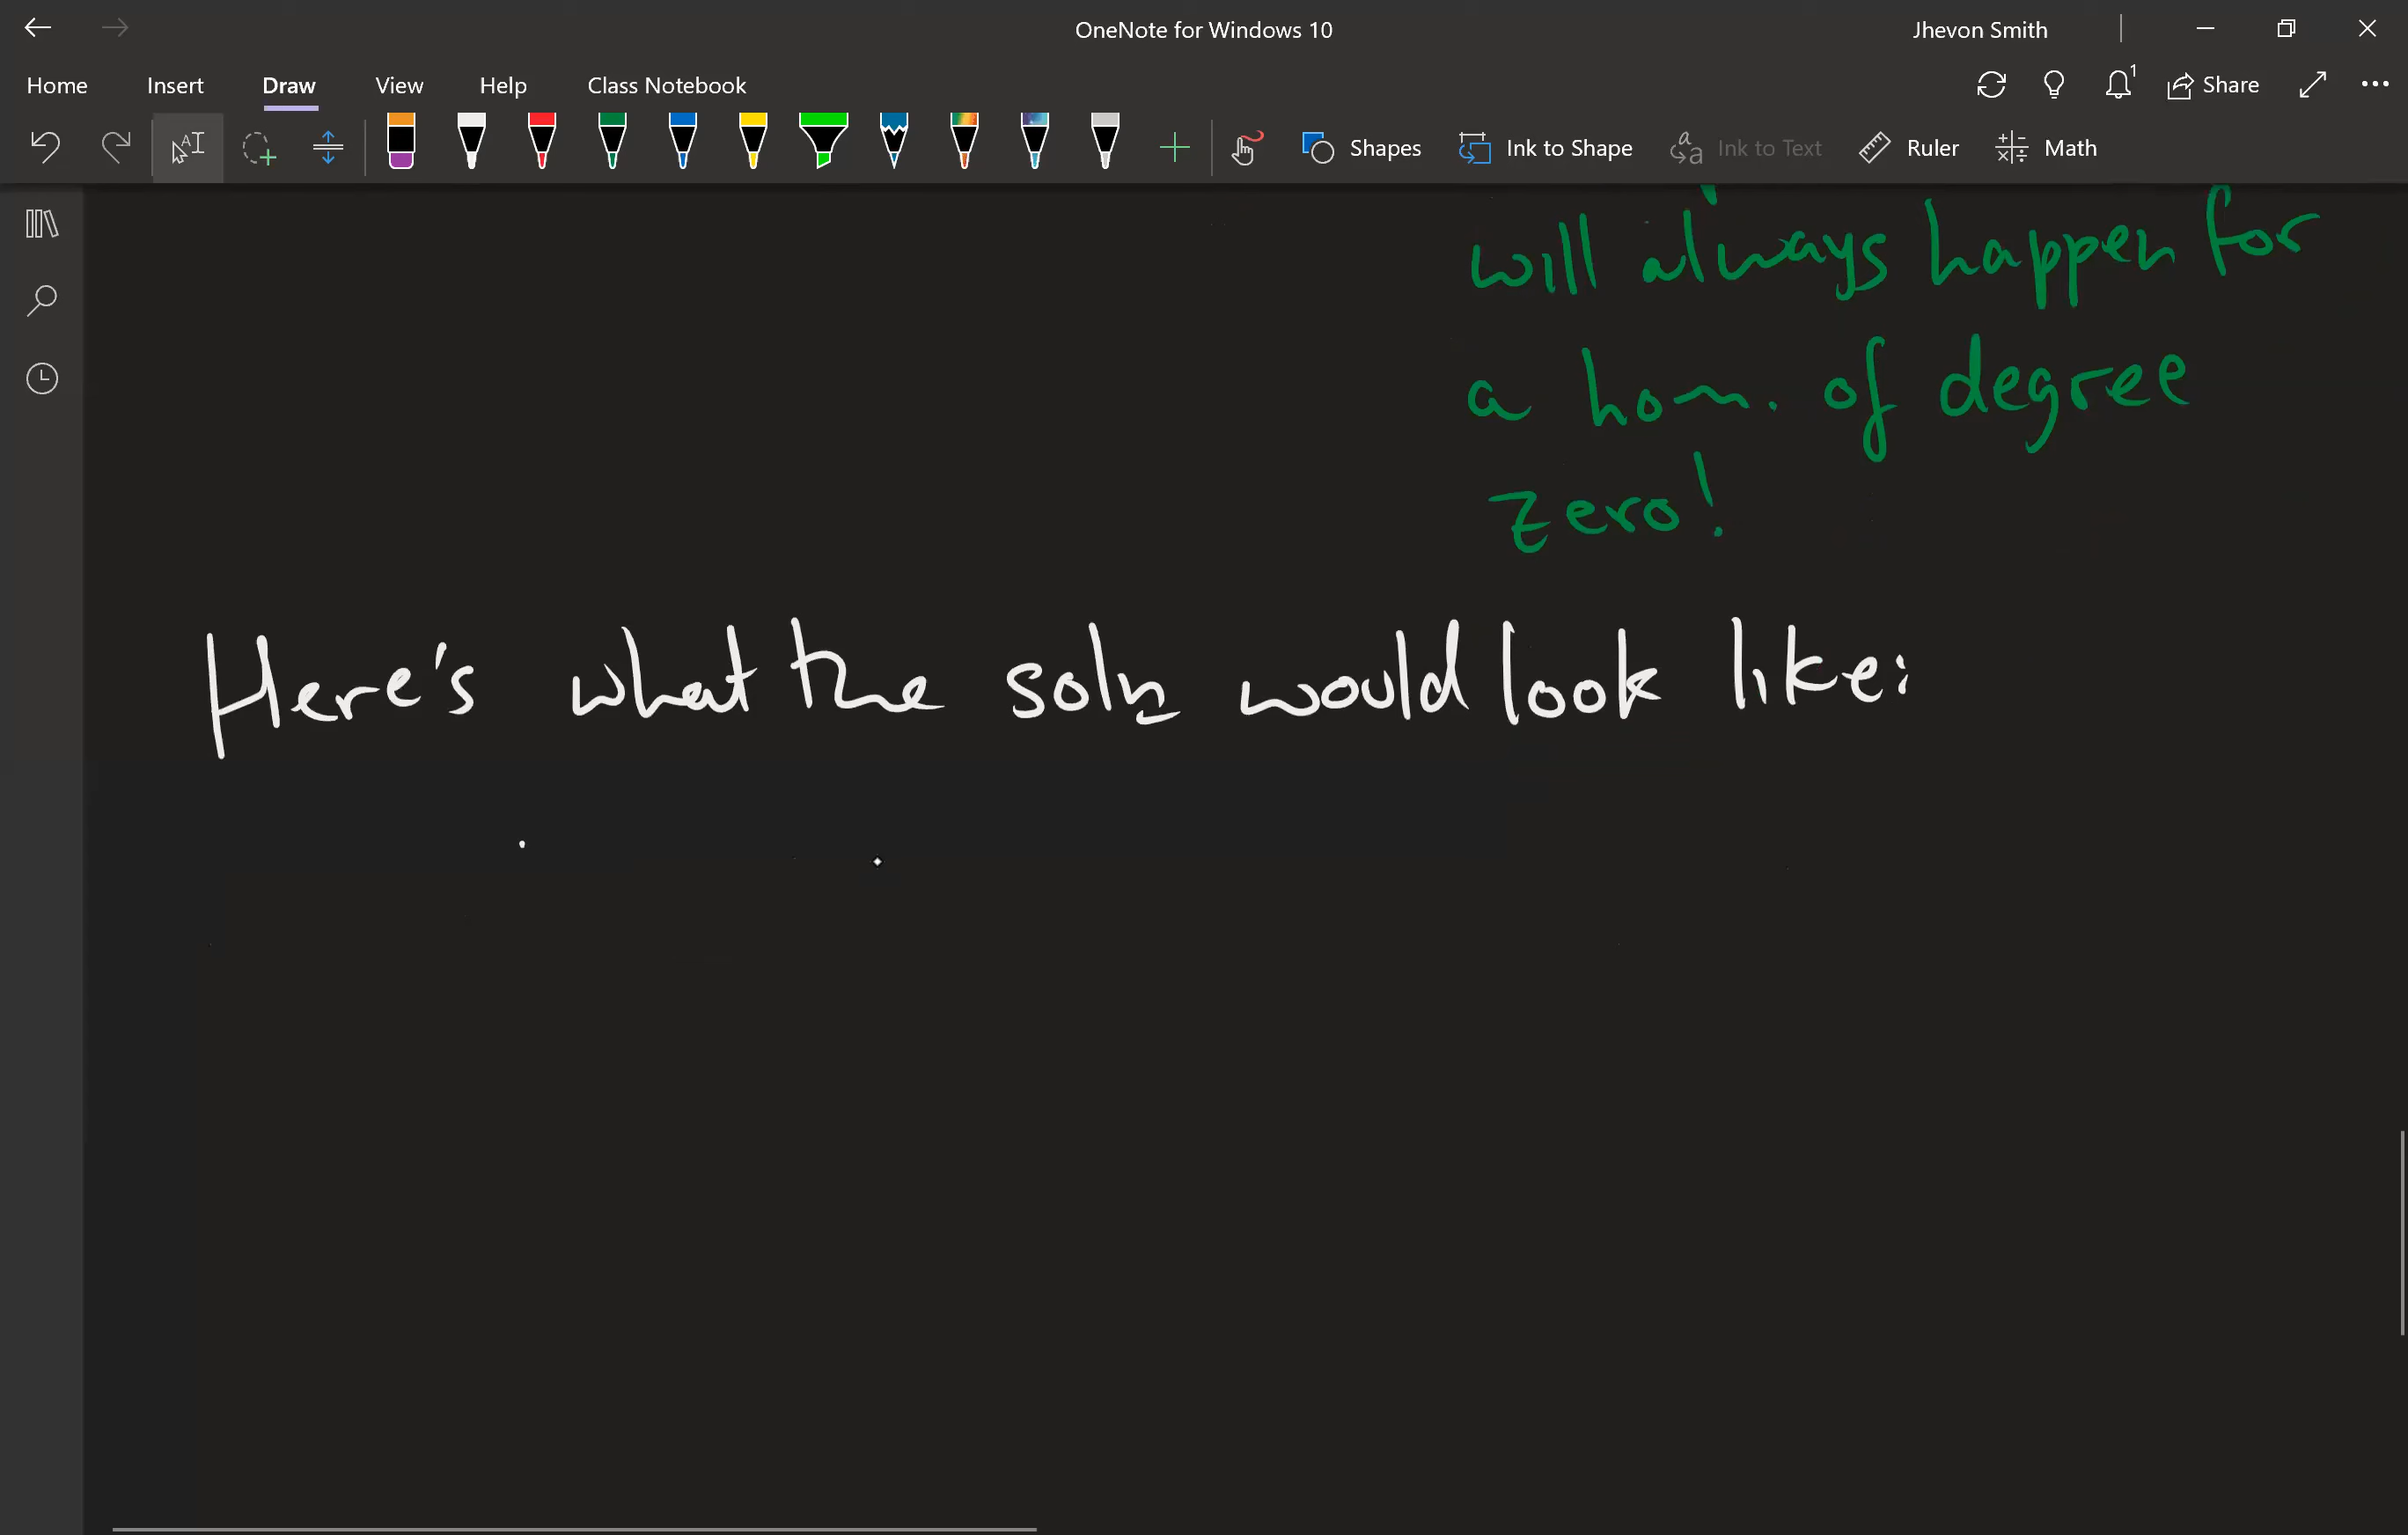 OneNote for Windows 10
Jhevon Smith
Home Insert Draw View Help Class Notebook
1 Share
Shapes Ink to Shape Ink to Text Ruler Math
will always happen for
a hom. of degree
zero!
Here's what the soln would look like: